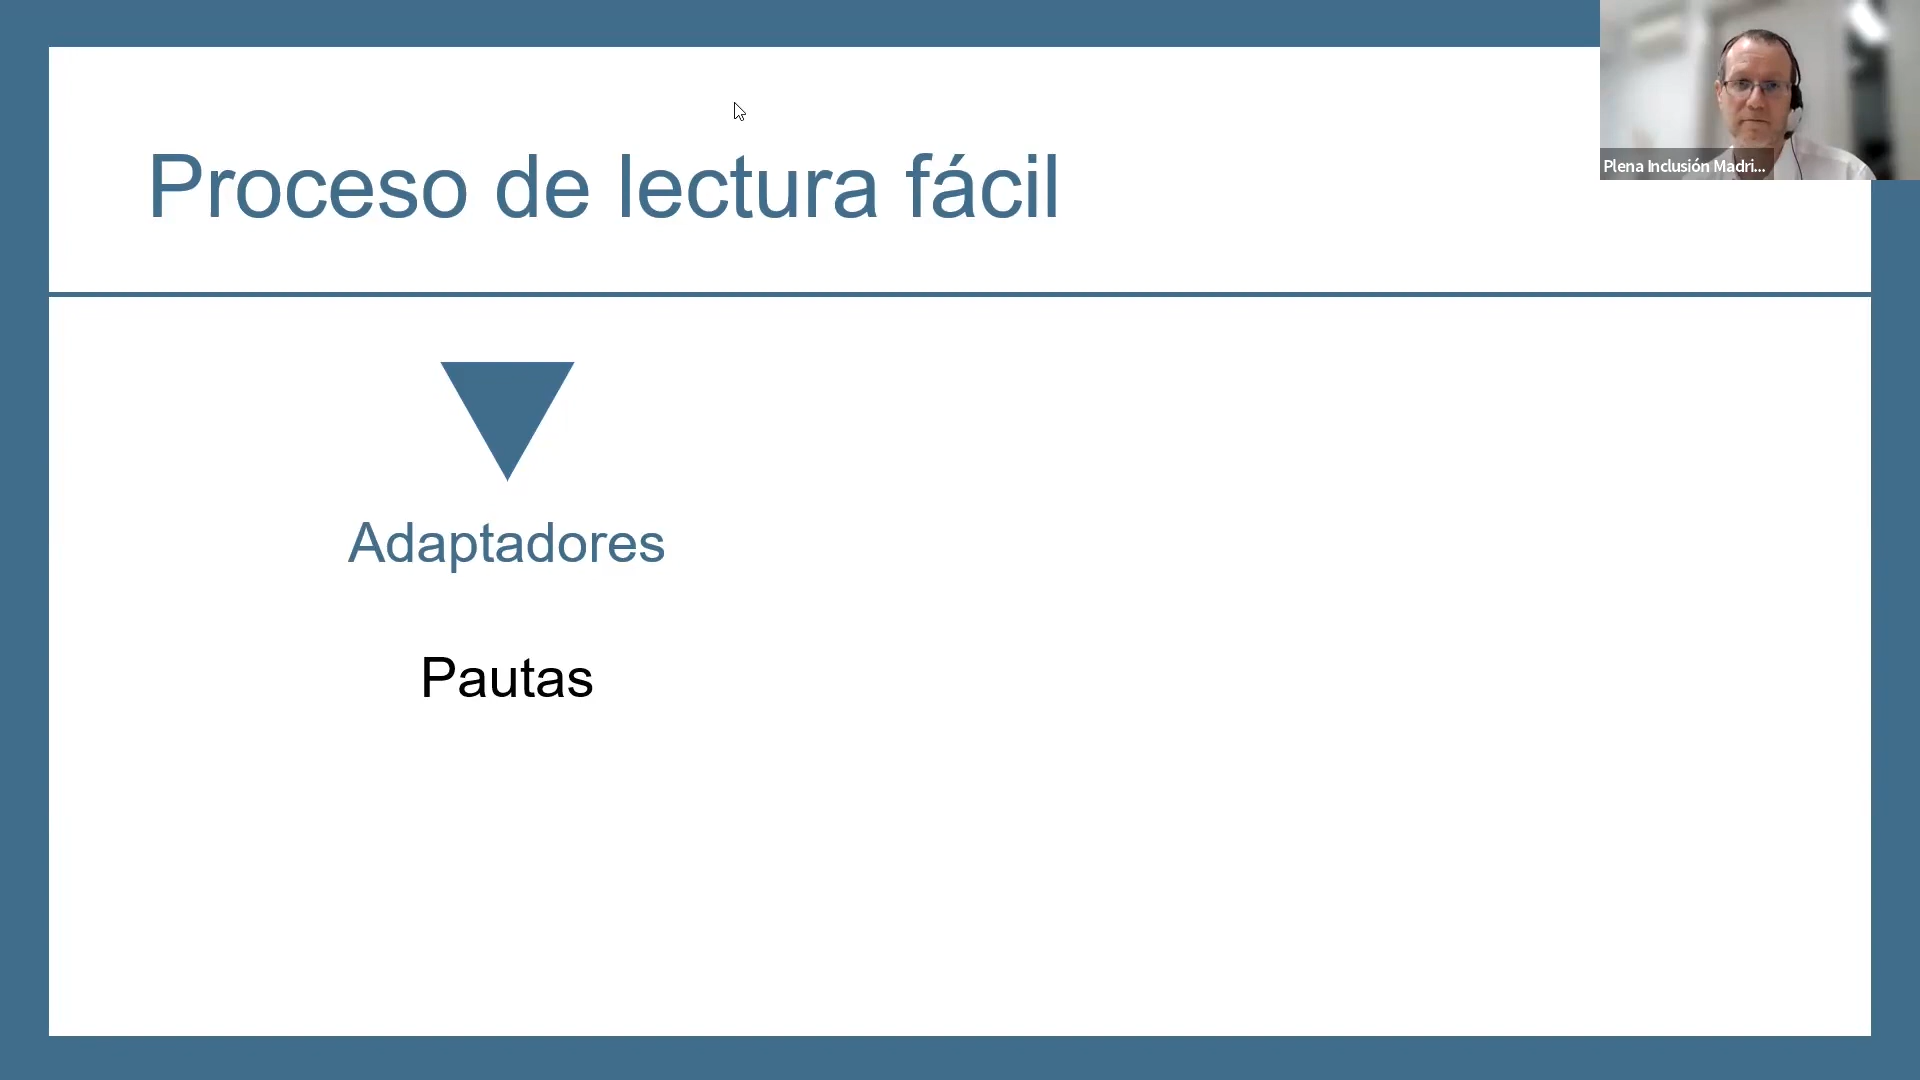 Proceso de lectura fácil
Plena Inclusión Madri...
Adaptadores
Pautas